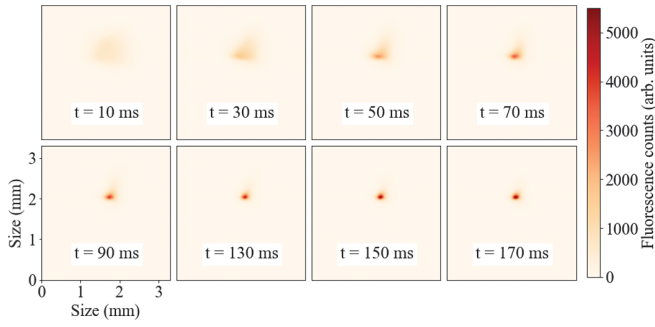 t = 10 ms
t = 30 ms
t = 50 ms
t = 70 ms
t = 90 ms
t = 130 ms
t = 150 ms
t = 170 ms
Size (mm)
3
2
1
0
0
1
2
3
Size (mm)
5000
4000
3000
2000
1000
0
Fluorescence counts (arb. units)